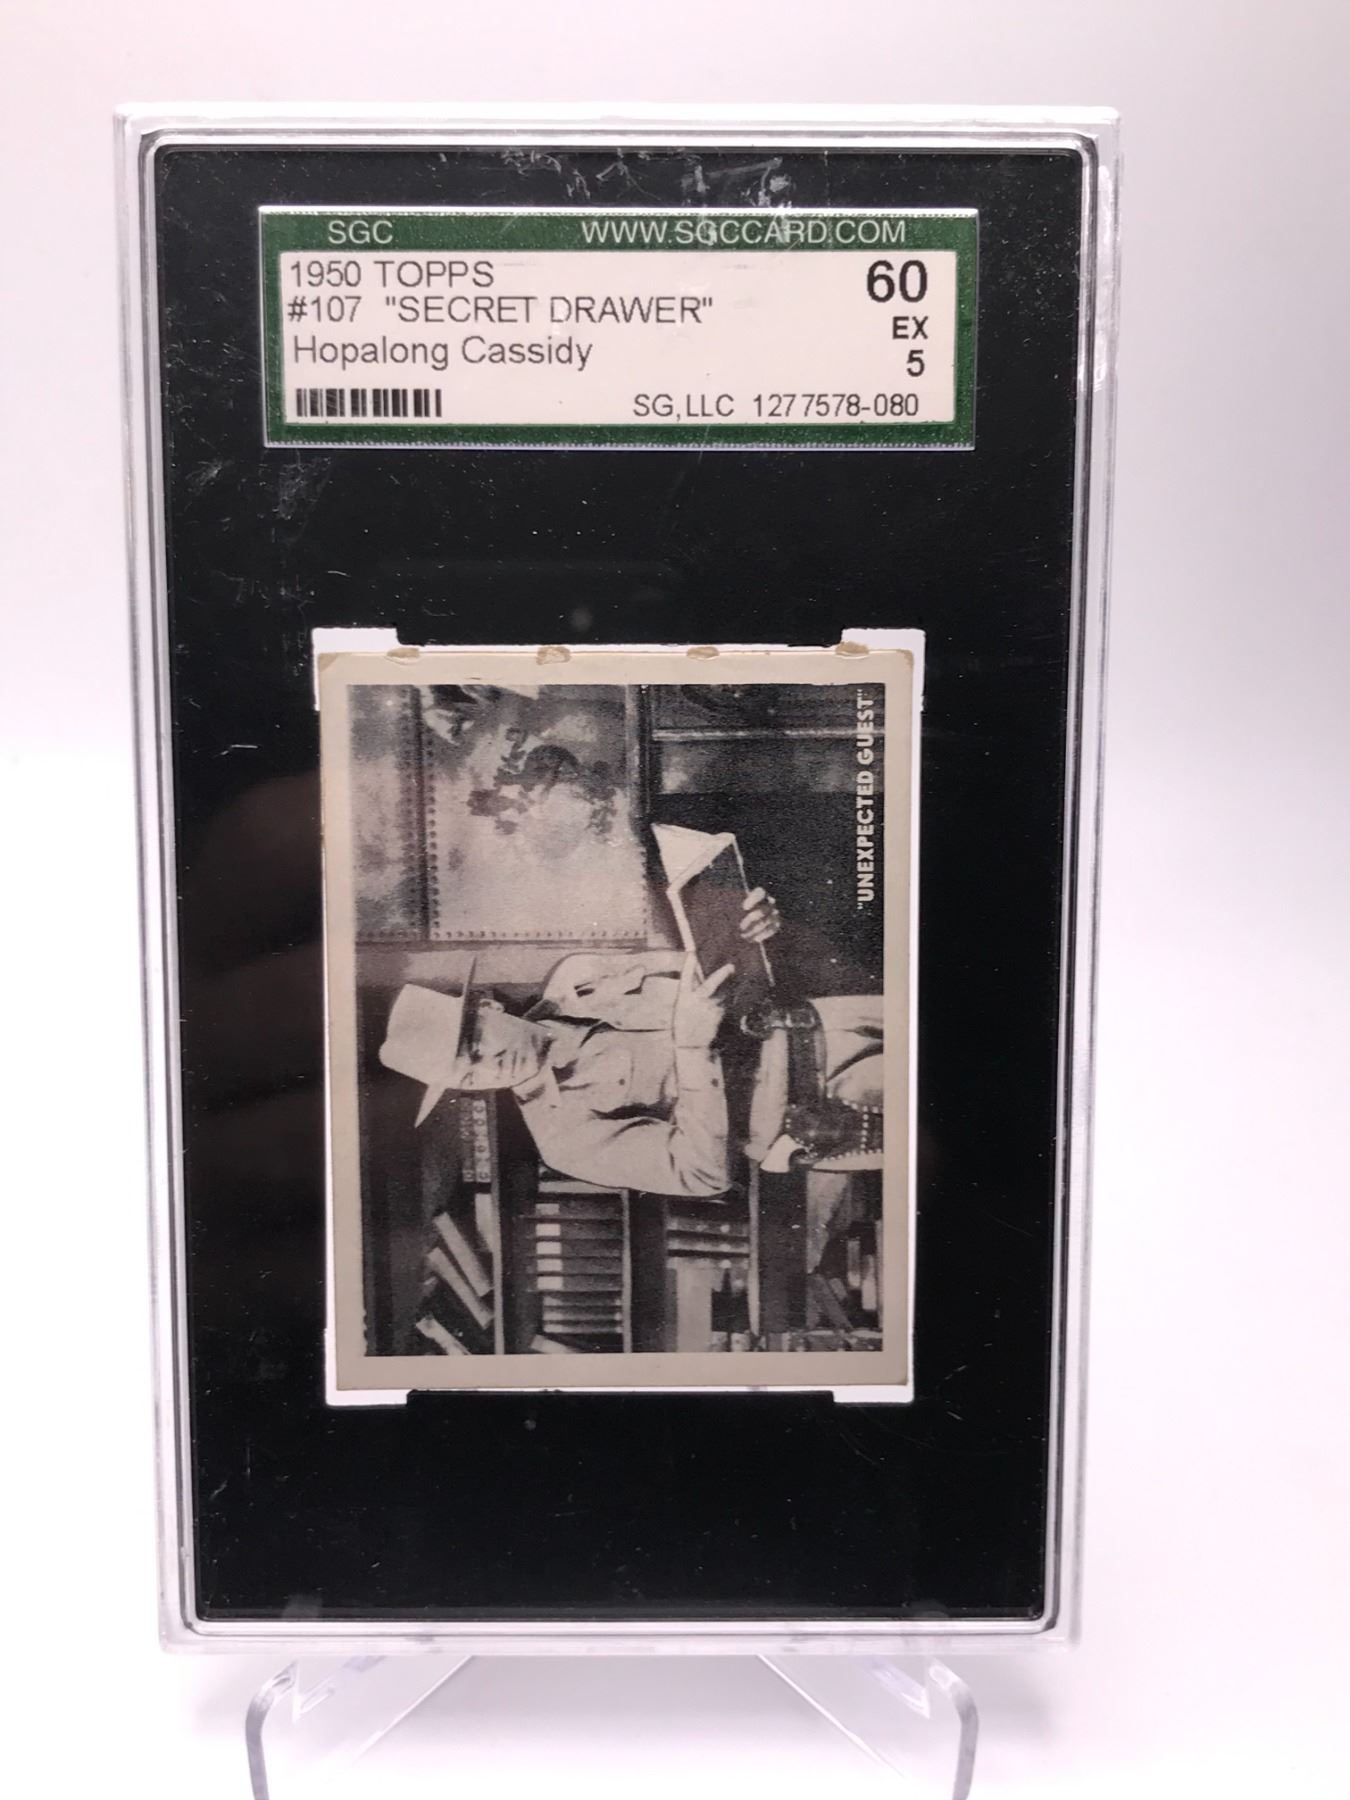 SGC WWW.SGCCARD.COM
1950 TOPPS 60
#107 "SECRET DRAWER" EX
Hopalong Cassidy 5
SG,LLC 1277578-080
"UNEXPECTED GUEST"